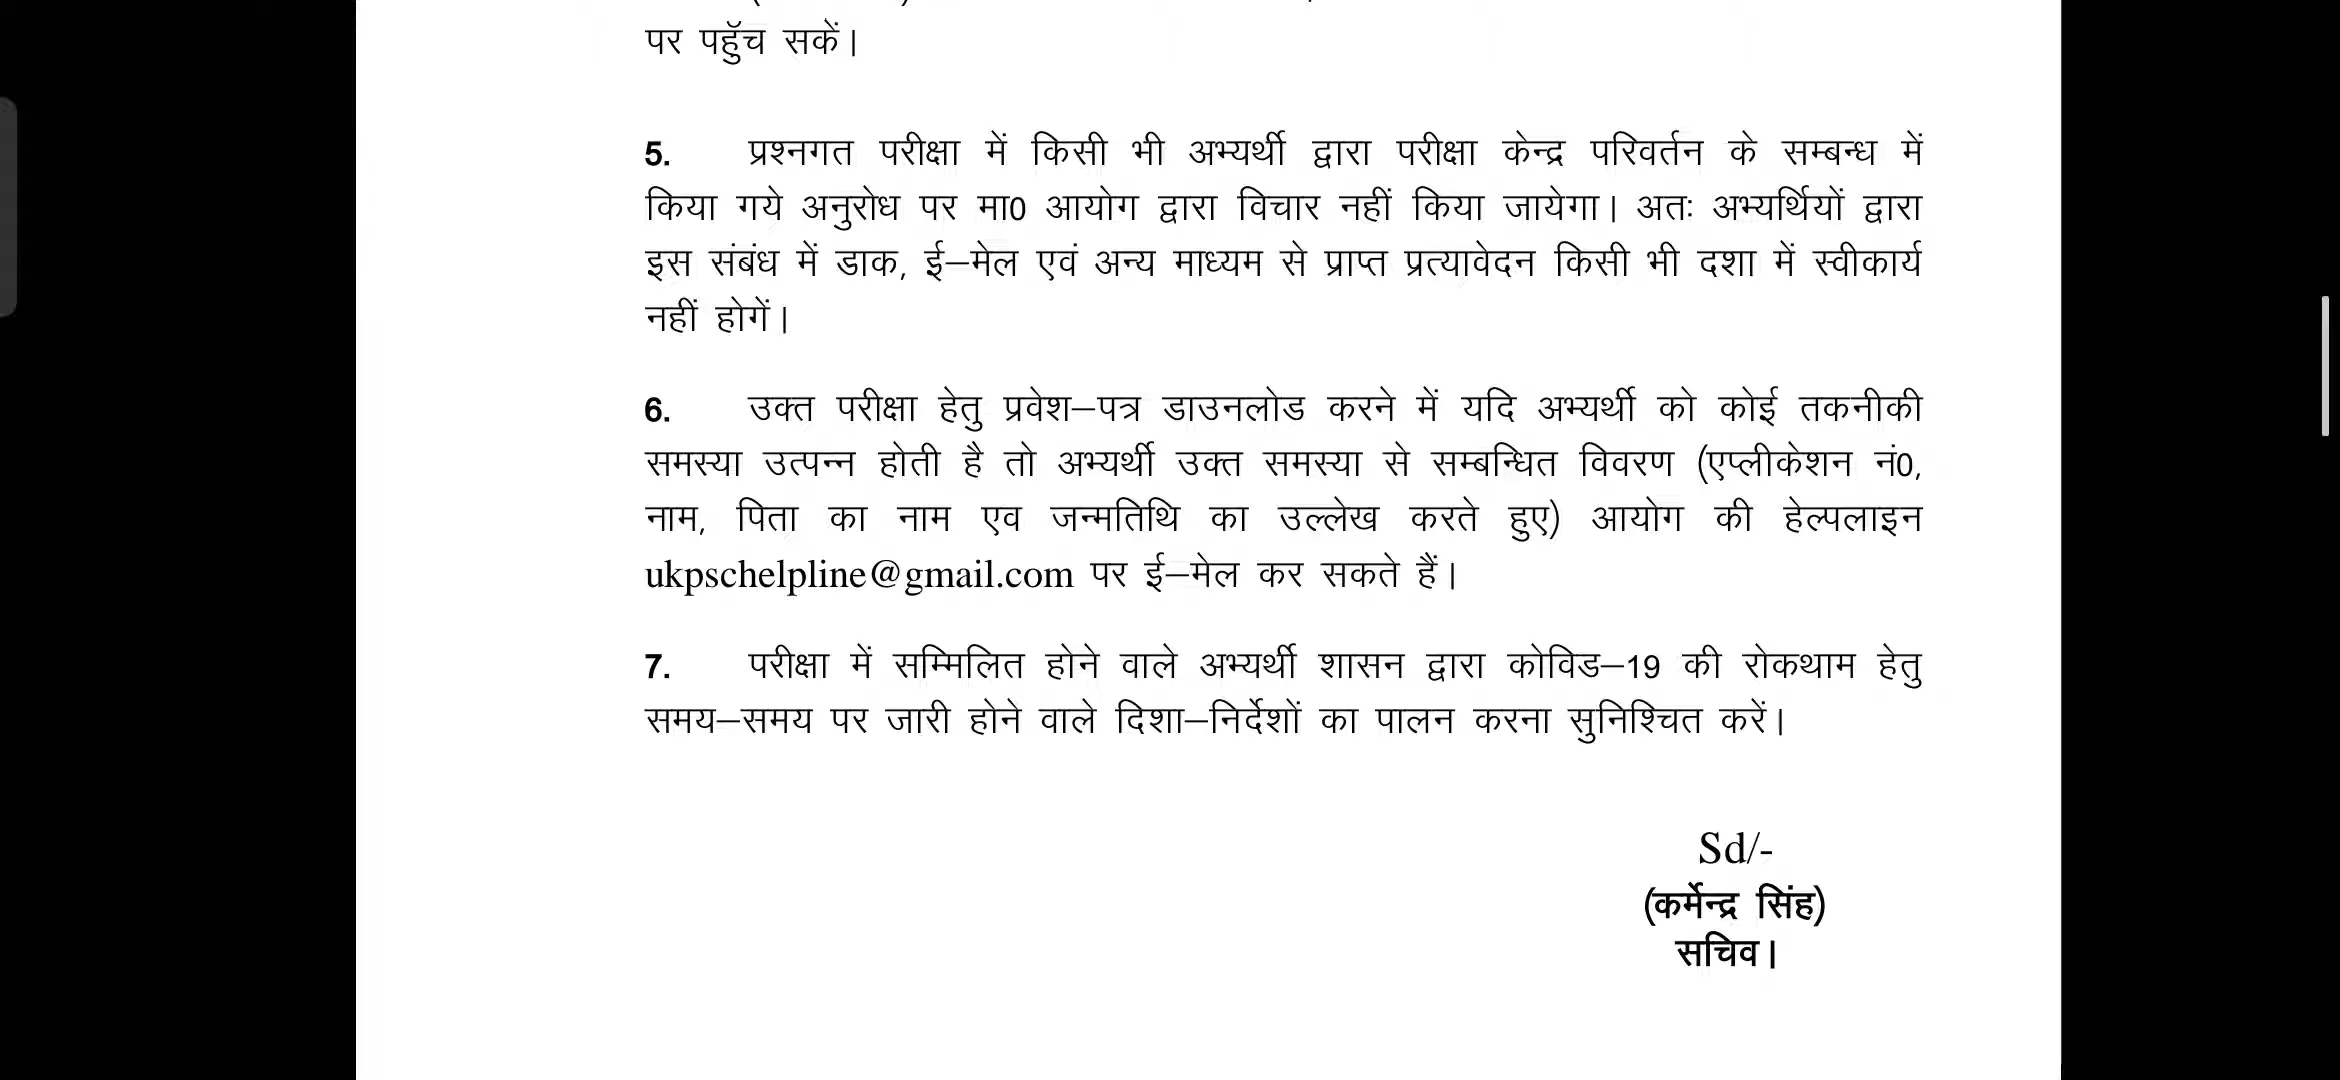 पर पहुॅच सकें।
5. प्रश्नगत परीक्षा में किसी भी अभ्यर्थी द्वारा परीक्षा केन्द्र परिवर्तन के सम्बन्ध में
किया गये अनुरोध पर मा0 आयोग द्वारा विचार नहीं किया जायेगा। अतः अभ्यर्थियों द्वारा
इस संबंध में डाक, ई–मेल एवं अन्य माध्यम से प्राप्त प्रत्यावेदन किसी भी दशा में स्वीकार्य
नहीं होगें।
6. उक्त परीक्षा हेतु प्रवेश–पत्र डाउनलोड करने में यदि अभ्यर्थी को कोई तकनीकी
समस्या उत्पन्न होती है तो अभ्यर्थी उक्त समस्या से सम्बन्धित विवरण (एप्लीकेशन नं0,
नाम, पिता का नाम एव जन्मतिथि का उल्लेख करते हुए) आयोग की हेल्पलाइन
ukpschelpline@gmail.com पर ई–मेल कर सकते हैं।
7. परीक्षा में सम्मिलित होने वाले अभ्यर्थी शासन द्वारा कोविड–19 की रोकथाम हेतु
समय–समय पर जारी होने वाले दिशा–निर्देशों का पालन करना सुनिश्चित करें।
Sd/-
(कर्मेन्द्र सिंह)
सचिव।